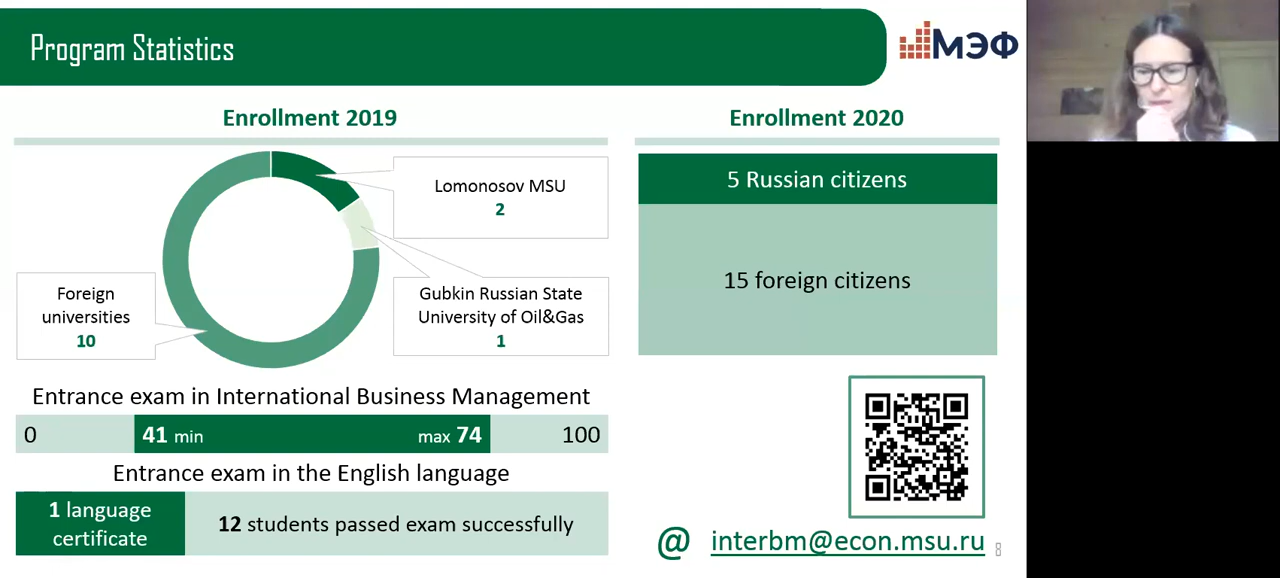 Program Statistics
МЭФ
Enrollment 2019
Enrollment 2020
Lomonosov MSU
2
Gubkin Russian State
University of Oil&Gas
1
Foreign
universities
10
5 Russian citizens
15 foreign citizens
Entrance exam in International Business Management
0 41 min max 74 100
Entrance exam in the English language
1 language
certificate
12 students passed exam successfully
@ interbm@econ.msu.ru
8